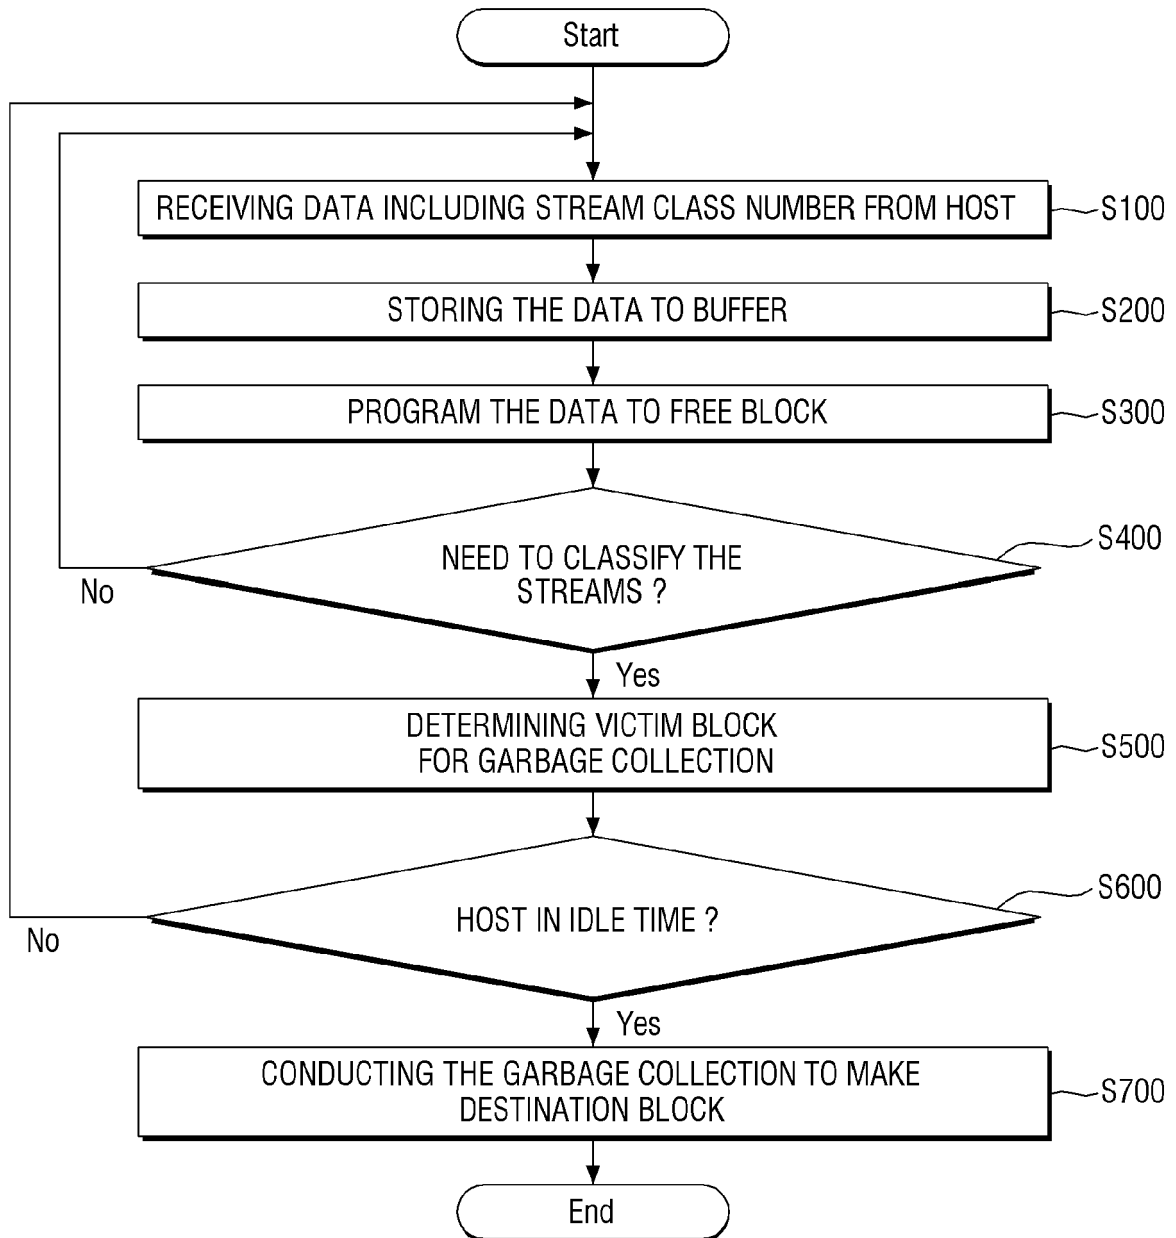 Start
RECEIVING DATA INCLUDING STREAM CLASS NUMBER FROM HOST
S100
STORING THE DATA TO BUFFER
S200
PROGRAM THE DATA TO FREE BLOCK
S300
NEED TO CLASSIFY THE
STREAMS ?
S400
No
Yes
DETERMINING VICTIM BLOCK
FOR GARBAGE COLLECTION
S500
HOST IN IDLE TIME ?
S600
No
Yes
CONDUCTING THE GARBAGE COLLECTION TO MAKE
DESTINATION BLOCK
S700
End